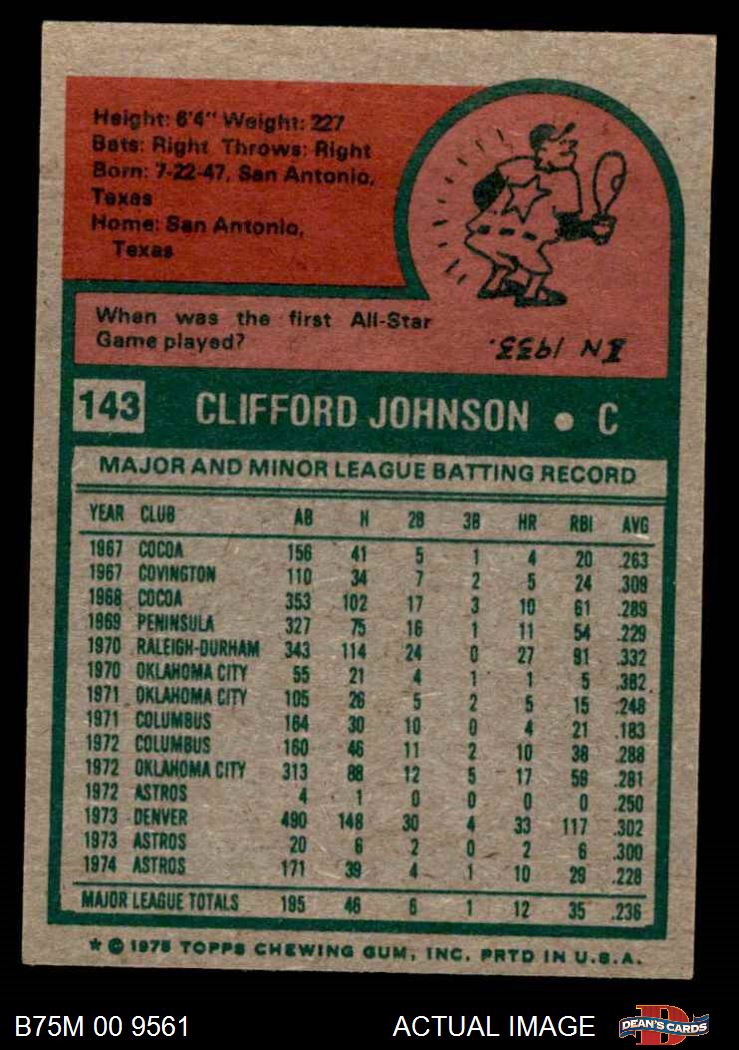 Height: 6'4" Weight: 227
Bats: Right Throws: Right
Born: 7-22-47, San Antonio,
Texas
Home: San Antonio,
Texas
When was the first All-Star
Game played?
IN 1933.
143 CLIFFORD JOHNSON • C
MAJOR AND MINOR LEAGUE BATTING RECORD
YEAR CLUB AB H 2B 3B HR RBI AVG
1967 COCOA 156 41 5 1 4 20 .263
1967 COVINGTON 110 34 7 2 5 24 .309
1968 COCOA 353 102 17 3 10 61 .289
1969 PENINSULA 327 75 16 1 11 54 .229
1970 RALEIGH-DURHAM 343 114 24 0 27 91 .332
1970 OKLAHOMA CITY 55 21 4 1 1 5 .382
1971 OKLAHOMA CITY 105 26 5 2 5 15 .248
1971 COLUMBUS 164 30 10 0 4 21 .183
1972 COLUMBUS 160 46 11 2 10 38 .288
1972 OKLAHOMA CITY 313 88 12 5 17 59 .281
1972 ASTROS 4 1 0 0 0 0 .250
1973 DENVER 490 148 30 4 33 117 .302
1973 ASTROS 20 6 2 0 2 6 .300
1974 ASTROS 171 39 4 1 10 29 .228
MAJOR LEAGUE TOTALS 195 46 6 1 12 35 .236
* © 1975 TOPPS CHEWING GUM, INC. PRTD IN U.S.A.
B75M 00 9561 ACTUAL IMAGE DEAN'S CARDS